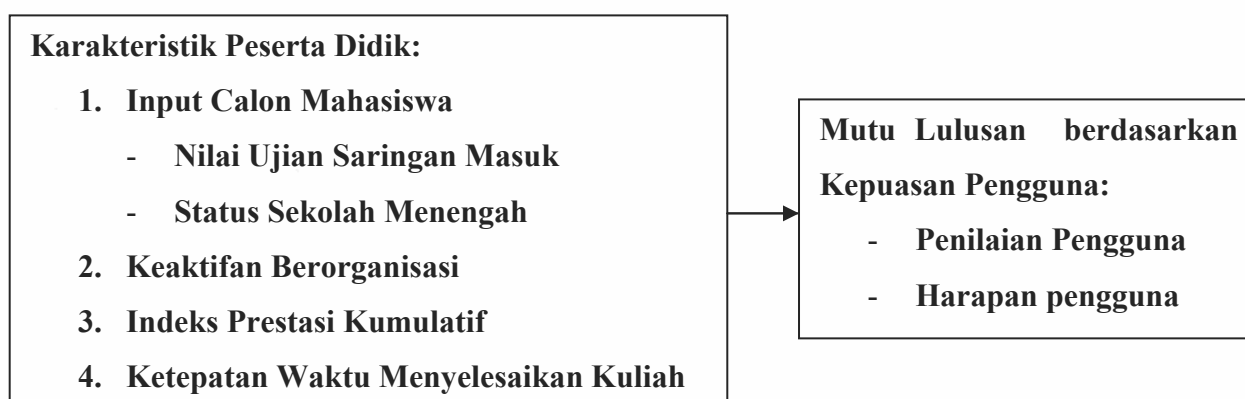 Karakteristik Peserta Didik:
1. Input Calon Mahasiswa
- Nilai Ujian Saringan Masuk
- Status Sekolah Menengah
2. Keaktifan Berorganisasi
3. Indeks Prestasi Kumulatif
4. Ketepatan Waktu Menyelesaikan Kuliah
Mutu Lulusan berdasarkan
Kepuasan Pengguna:
- Penilaian Pengguna
- Harapan pengguna